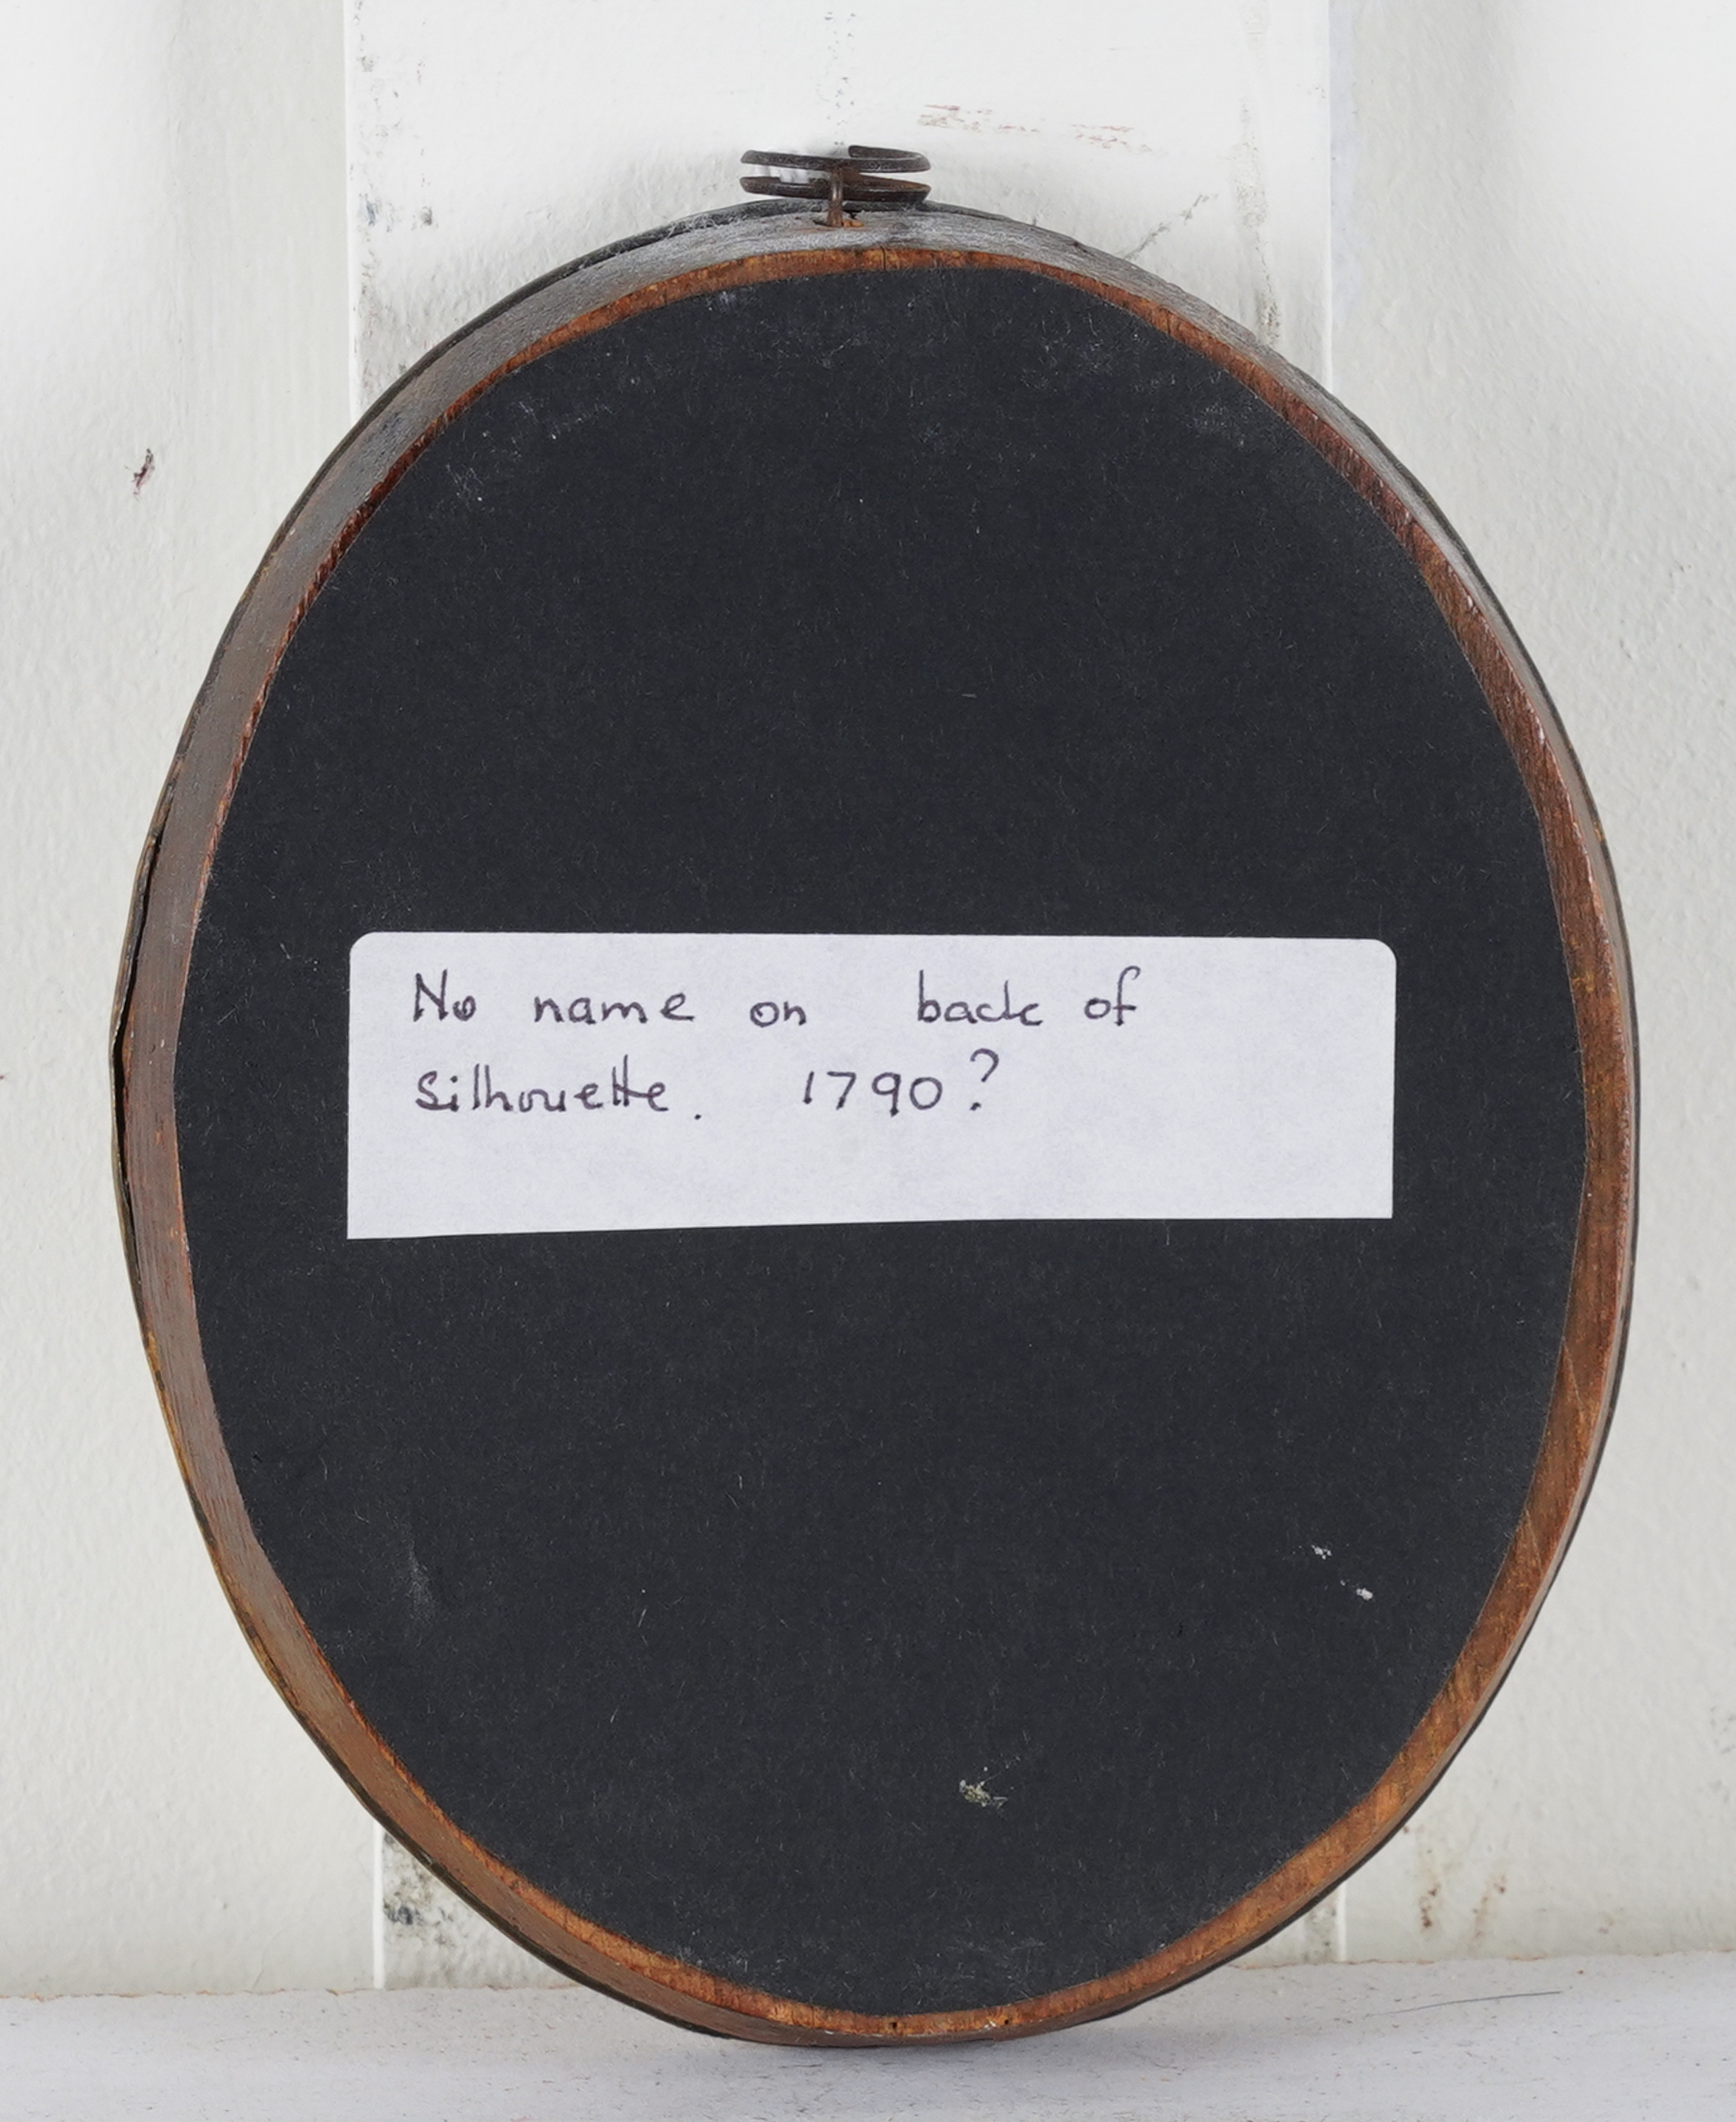 No name on back of
silhouette. 1790?